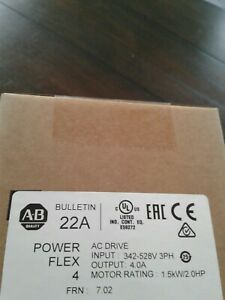 AB
QUALITY
BULLETIN
22A
UL
LISTED
IND. CONT. EQ.
E59272
EAC CE
POWER
FLEX
4
AC DRIVE
INPUT : 342-528V 3PH
OUTPUT : 4.0A
MOTOR RATING : 1.5kW/2.0HP
FRN : 7 02